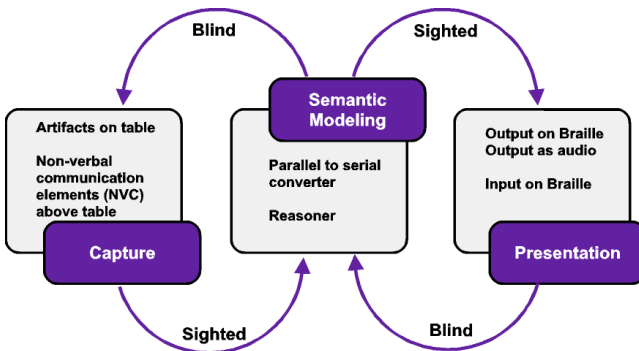 Blind
Sighted
Artifacts on table
Non-verbal
communication
elements (NVC)
above table
Capture
Semantic
Modeling
Parallel to serial
converter
Reasoner
Output on Braille
Output as audio
Input on Braille
Presentation
Sighted
Blind